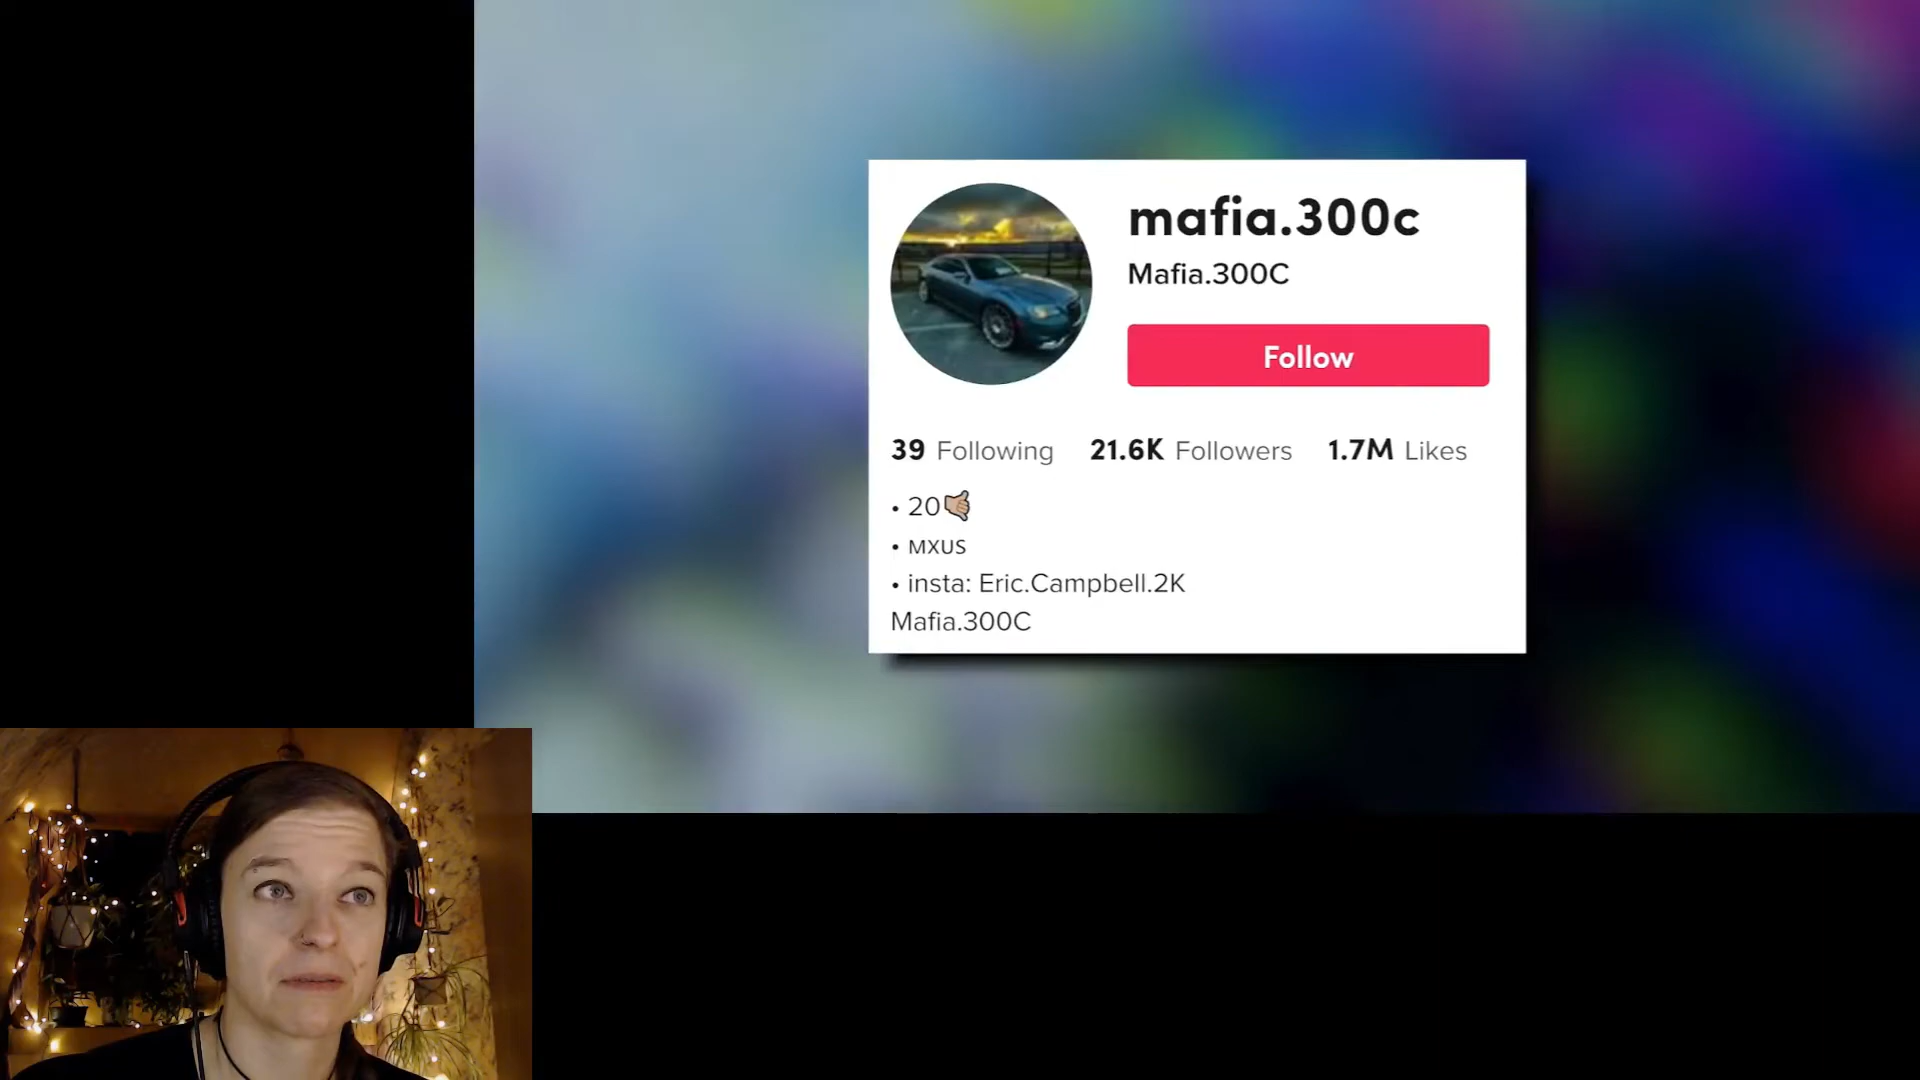 mafia.300c
Mafia.300C
Follow
39 Following 21.6K Followers 1.7M Likes
• 20🤙🏼
• ᴍxᴜs
• insta: Eric.Campbell.2K
Mafia.300C